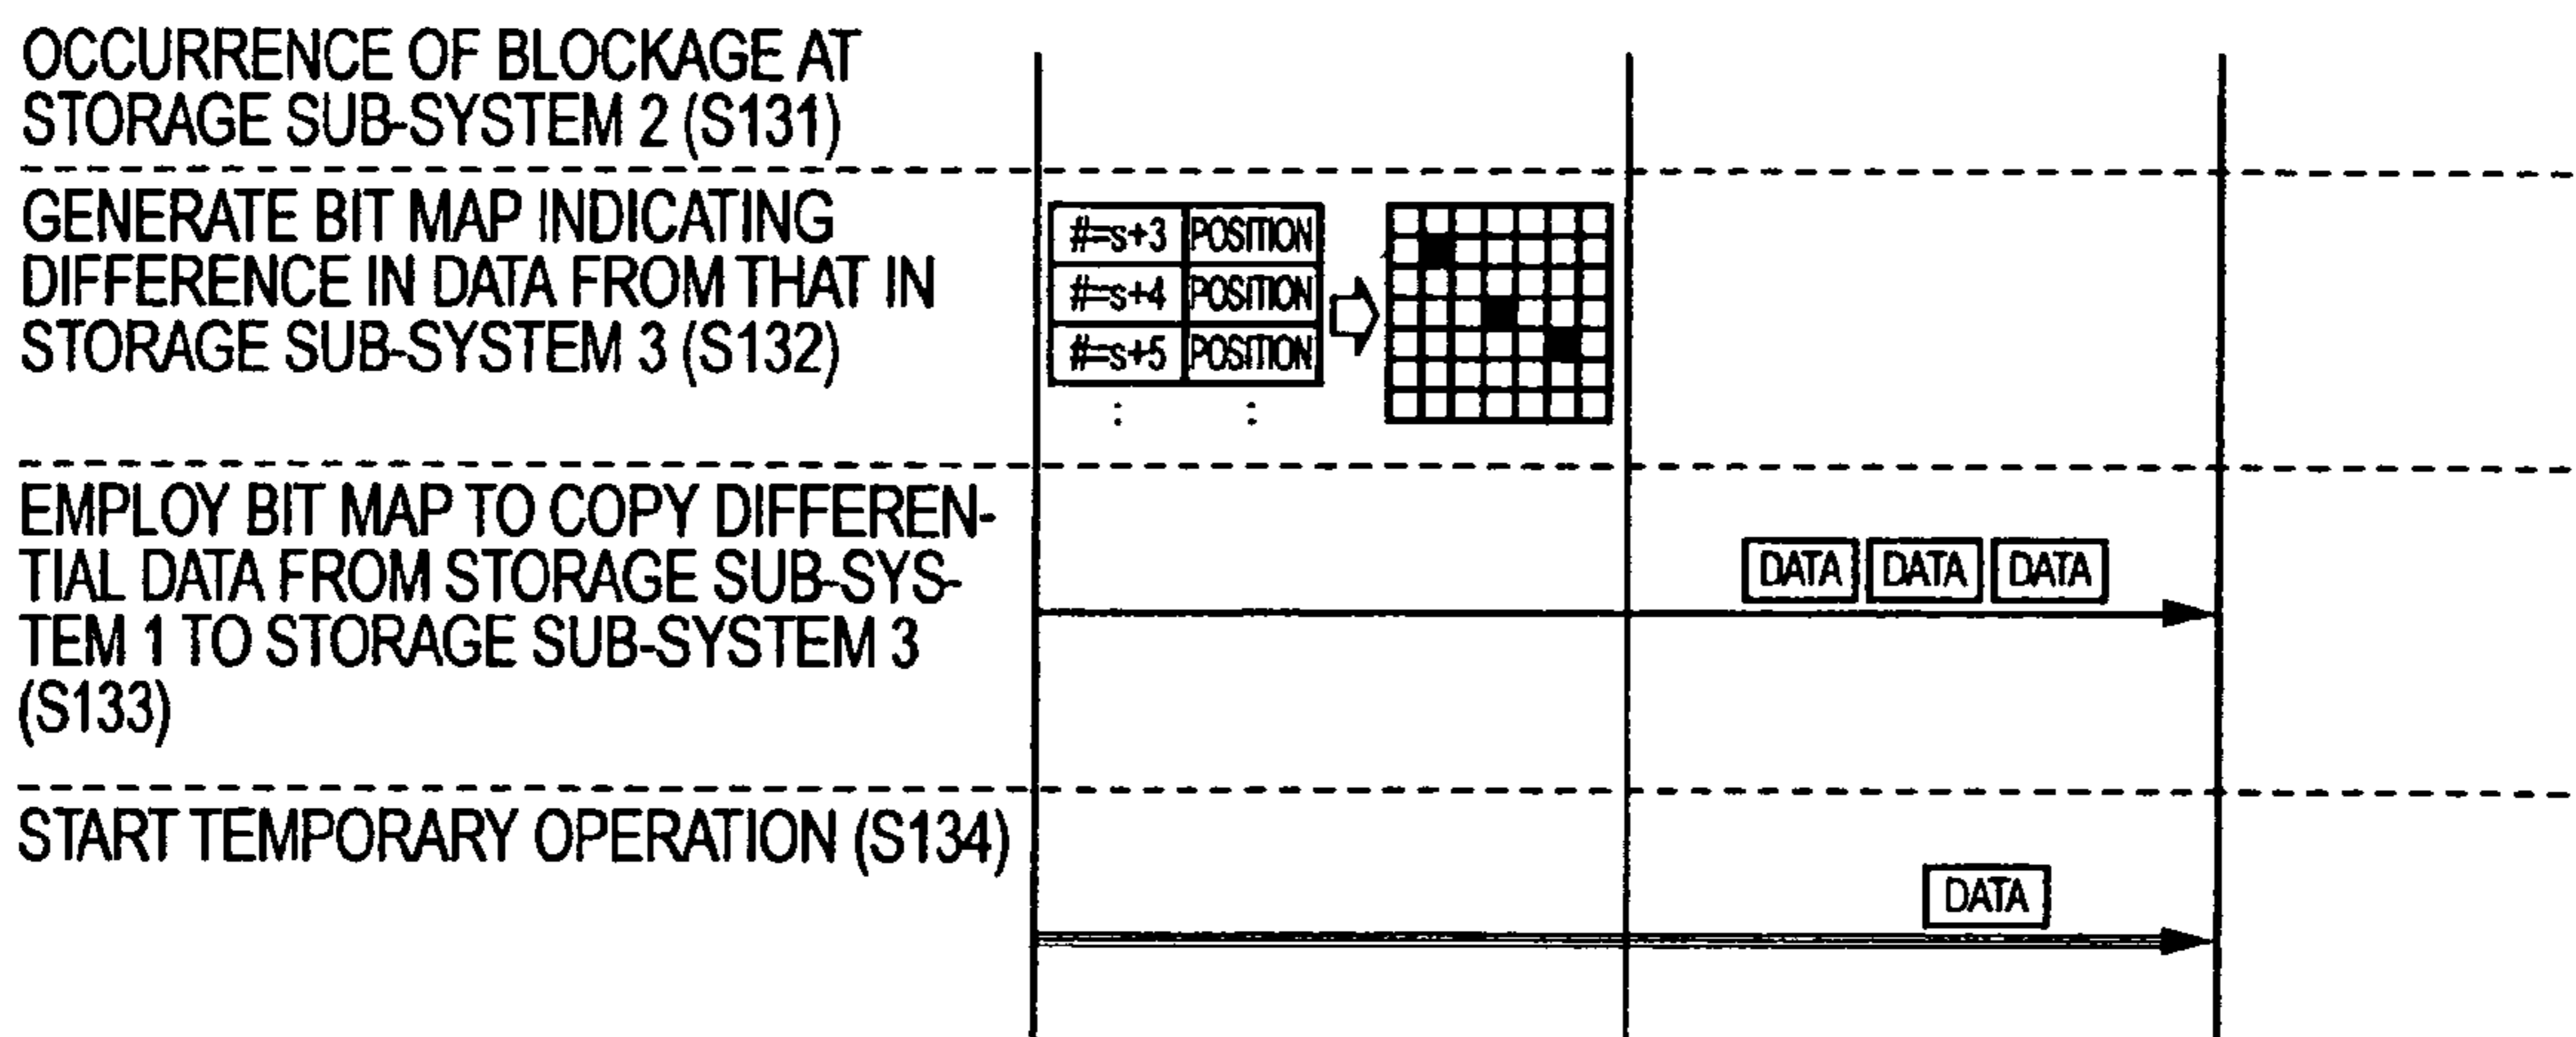 OCCURRENCE OF BLOCKAGE AT
STORAGE SUB-SYSTEM 2 (S131)
GENERATE BIT MAP INDICATING
DIFFERENCE IN DATA FROM THAT IN
STORAGE SUB-SYSTEM 3 (S132)
#=s+3 POSITION
#=s+4 POSITION
#=s+5 POSITION
: :
EMPLOY BIT MAP TO COPY DIFFEREN-
TIAL DATA FROM STORAGE SUB-SYS-
TEM 1 TO STORAGE SUB-SYSTEM 3
(S133)
DATA DATA DATA
START TEMPORARY OPERATION (S134)
DATA